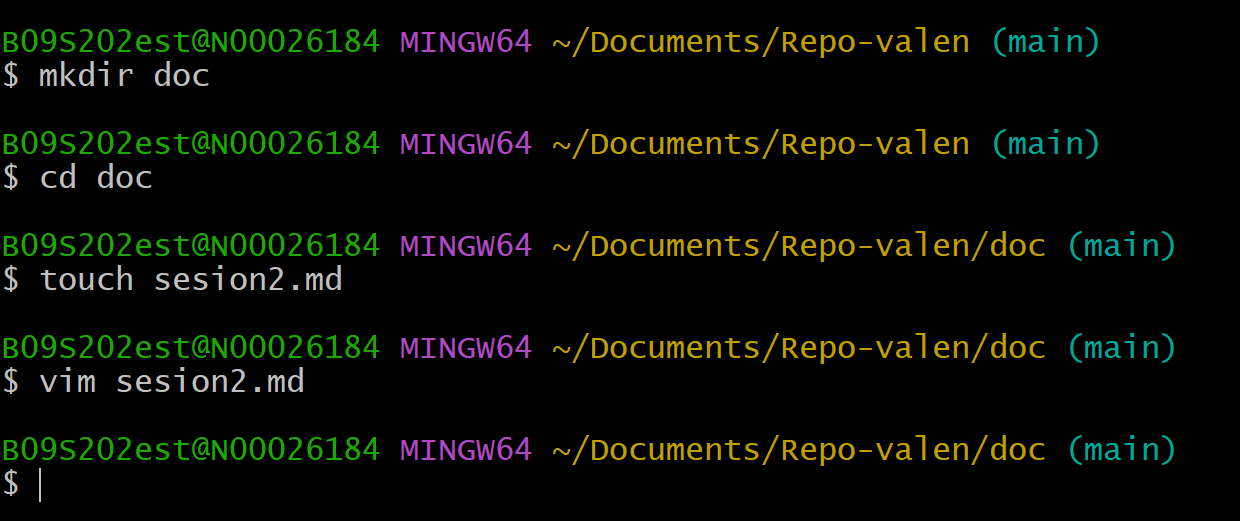 B09S202est@N00026184 MINGW64 ~/Documents/Repo-valen (main)
$ mkdir doc
B09S202est@N00026184 MINGW64 ~/Documents/Repo-valen (main)
$ cd doc
B09S202est@N00026184 MINGW64 ~/Documents/Repo-valen/doc (main)
$ touch sesion2.md
B09S202est@N00026184 MINGW64 ~/Documents/Repo-valen/doc (main)
$ vim sesion2.md
B09S202est@N00026184 MINGW64 ~/Documents/Repo-valen/doc (main)
$